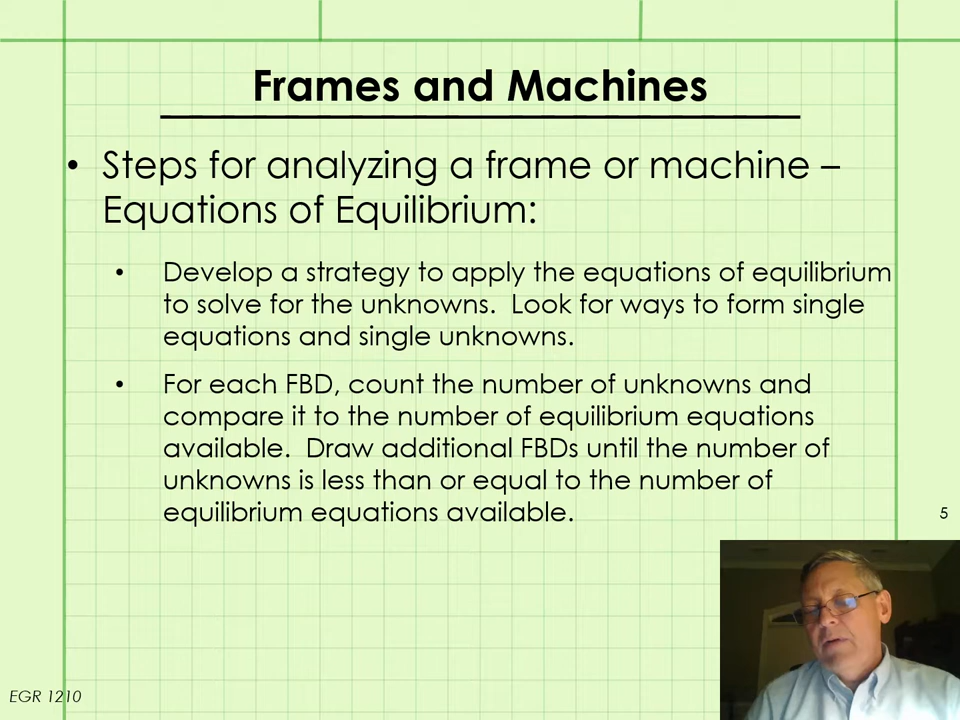 Frames and Machines
• Steps for analyzing a frame or machine –
Equations of Equilibrium:
• Develop a strategy to apply the equations of equilibrium
to solve for the unknowns. Look for ways to form single
equations and single unknowns.
• For each FBD, count the number of unknowns and
compare it to the number of equilibrium equations
available. Draw additional FBDs until the number of
unknowns is less than or equal to the number of
equilibrium equations available.
5
EGR 1210